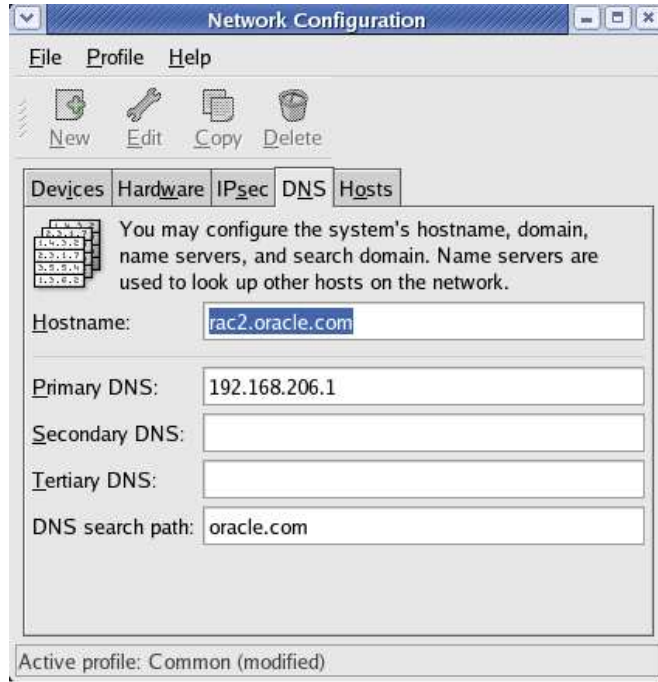 Network Configuration
File Profile Help
New Edit Copy Delete
Devices Hardware IPsec DNS Hosts
You may configure the system's hostname, domain,
name servers, and search domain. Name servers are
used to look up other hosts on the network.
Hostname: rac2.oracle.com
Primary DNS: 192.168.206.1
Secondary DNS:
Tertiary DNS:
DNS search path: oracle.com
Active profile: Common (modified)